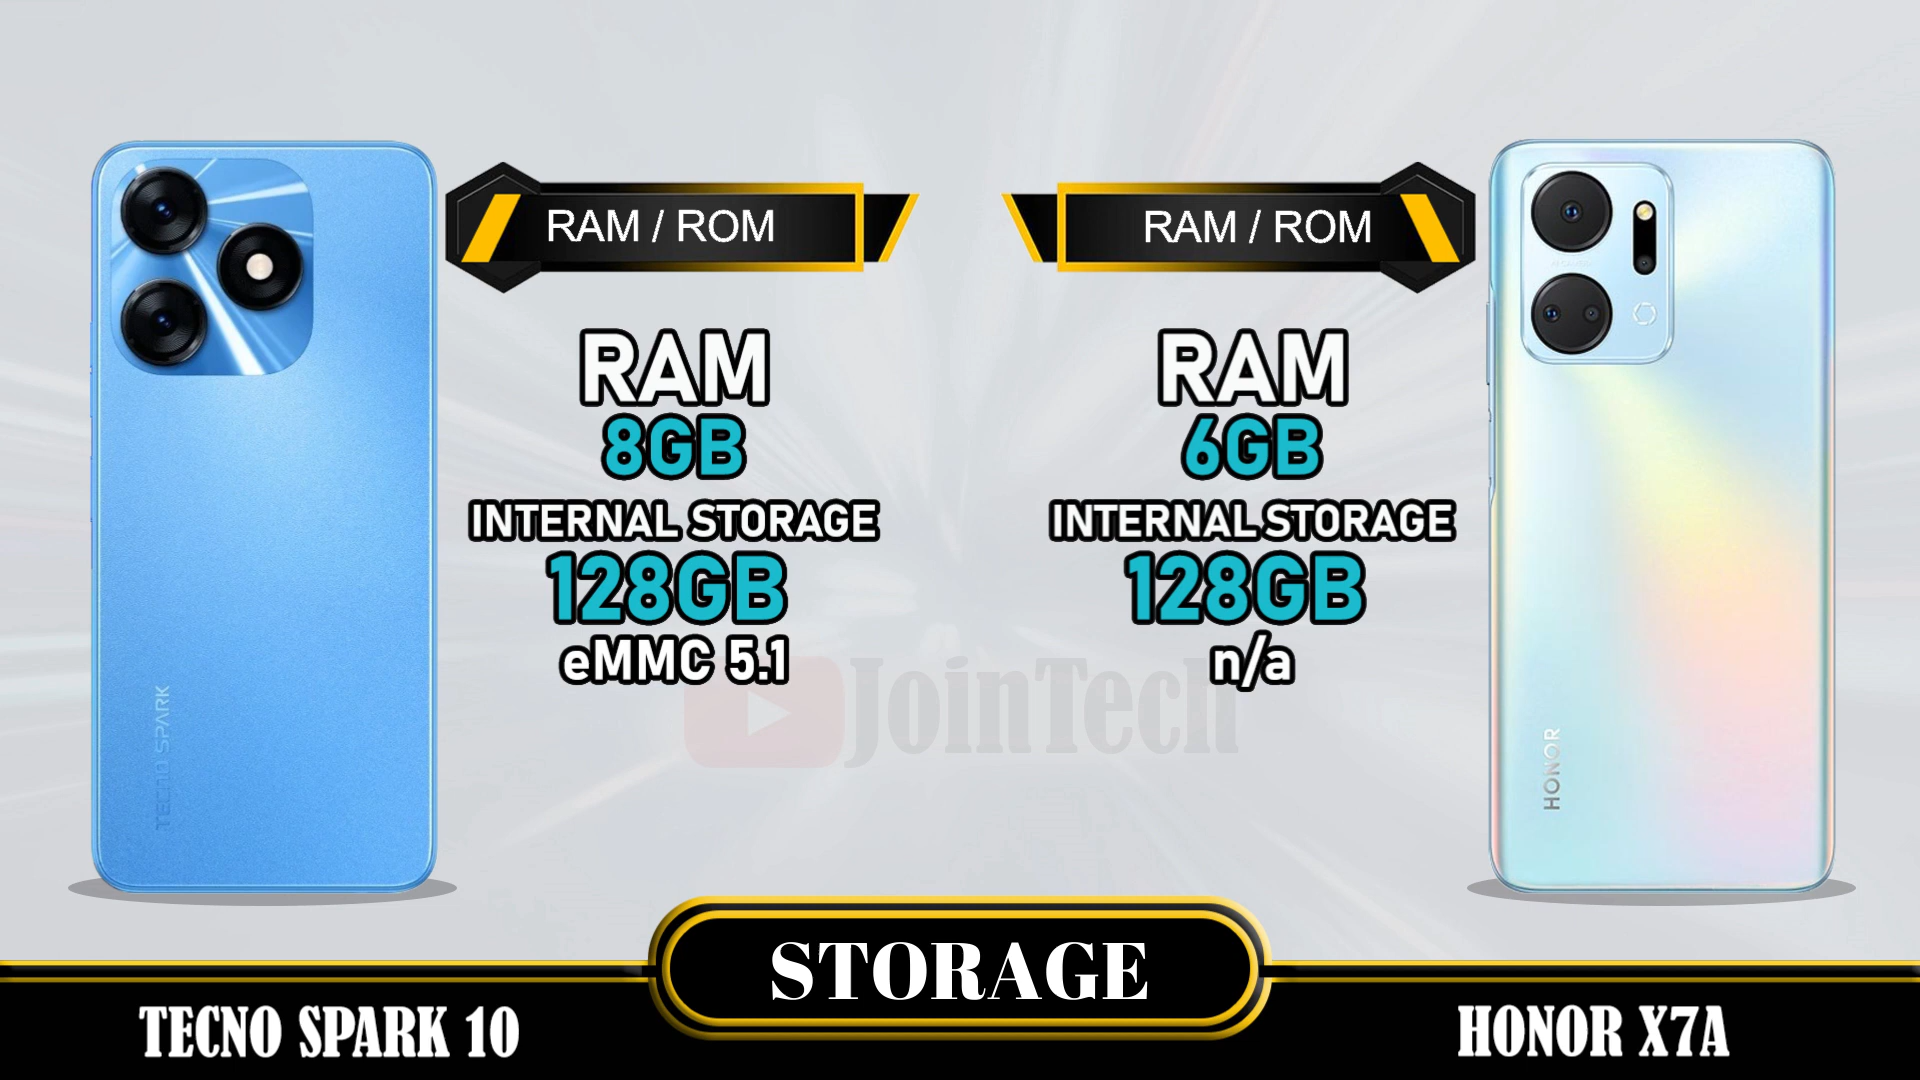 RAM / ROM
RAM
8GB
INTERNAL STORAGE
128GB
eMMC 5.1
TECNO SPARK
RAM / ROM
RAM
6GB
INTERNAL STORAGE
128GB
n/a
HONOR
JoinTech
STORAGE
TECNO SPARK 10
HONOR X7A